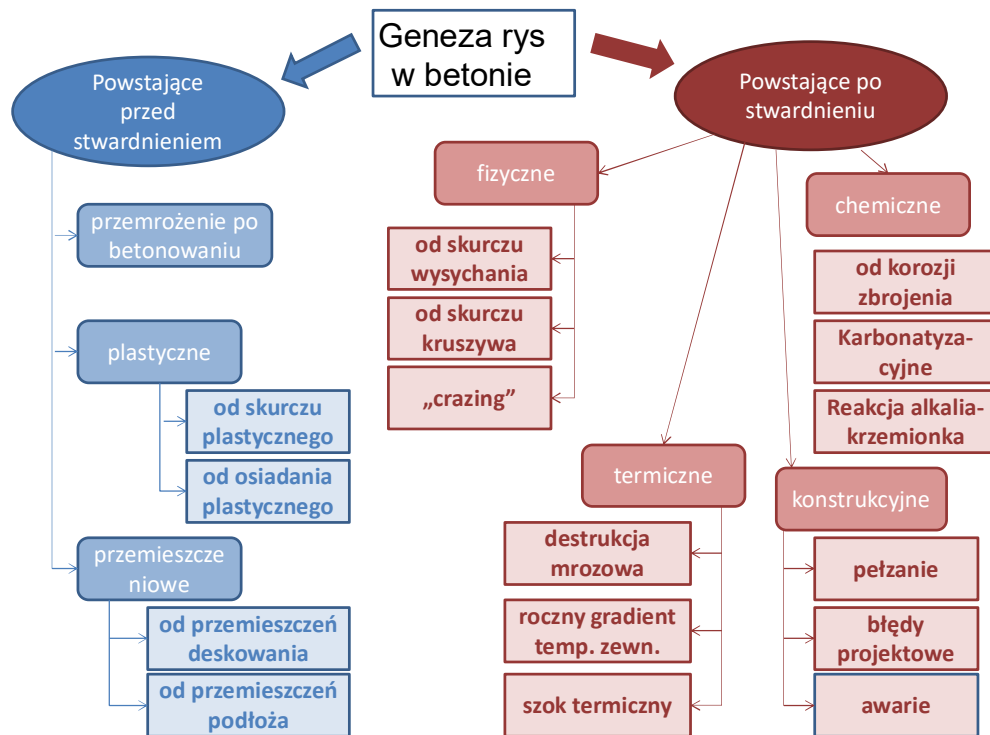 Geneza rys
w betonie
Powstające
przed
stwardnieniem
przemrożenie po
betonowaniu
plastyczne
od skurczu
plastycznego
od osiadania
plastycznego
przemieszcze
niowe
od przemieszczeń
deskowania
od przemieszczeń
podłoża
Powstające po
stwardnieniu
fizyczne
od skurczu
wysychania
od skurczu
kruszywa
„crazing”
termiczne
destrukcja
mrozowa
roczny gradient
temp. zewn.
szok termiczny
chemiczne
od korozji
zbrojenia
Karbonatyza-
cyjne
Reakcja alkalia-
krzemionka
konstrukcyjne
pełzanie
błędy
projektowe
awarie